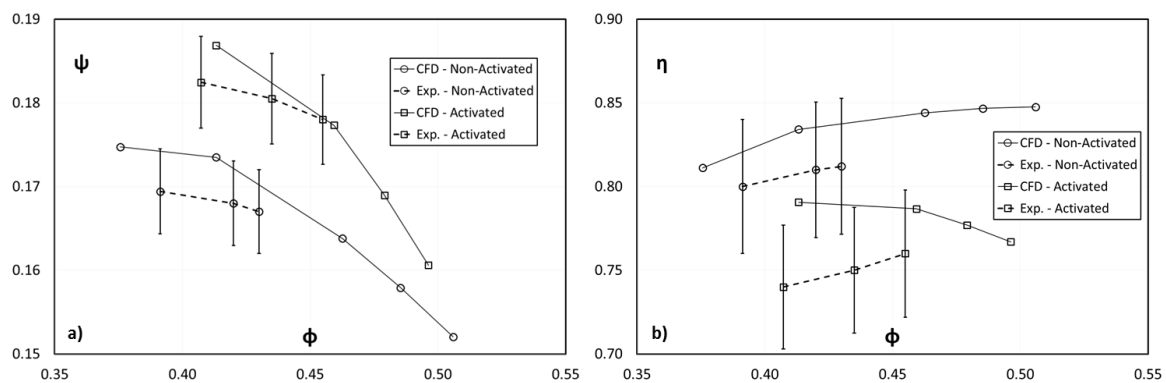 0.19
0.18
0.17
0.16
0.15
0.35
0.40
0.45
0.50
0.55
ψ
ϕ
a)
CFD - Non-Activated
Exp. - Non-Activated
CFD - Activated
Exp. - Activated
0.90
0.85
0.80
0.75
0.70
0.35
0.40
0.45
0.50
0.55
η
ϕ
b)
CFD - Non-Activated
Exp. - Non-Activated
CFD - Activated
Exp. - Activated